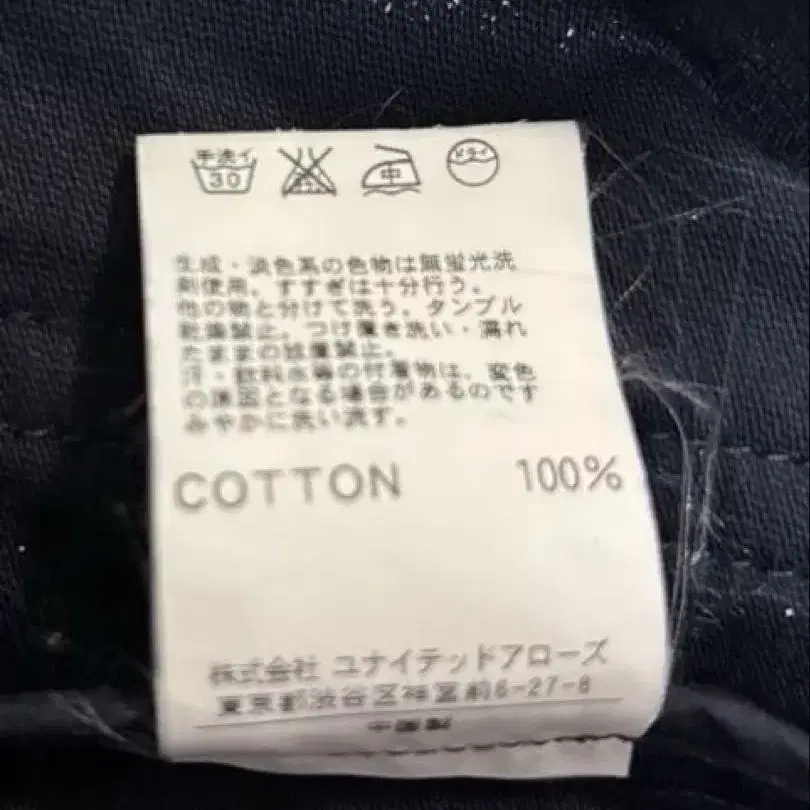 手洗イ 30 中 ドライ
生成・淡色系の色物は無蛍光洗
剤使用。すすぎは十分行う。
他の物と分けて洗う。タンブル
乾燥禁止。つけ置き洗い・濡れ
たままの放置禁止。
汗・飲料水等の付着物は、変色
の原因となる場合があるのです
みやかに洗い流す。
COTTON 100%
株式会社 ユナイテッドアローズ
東京都渋谷区神宮前6-27-8